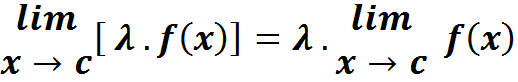 lim x → c [ λ . f(x)] = λ . lim x → c f(x)